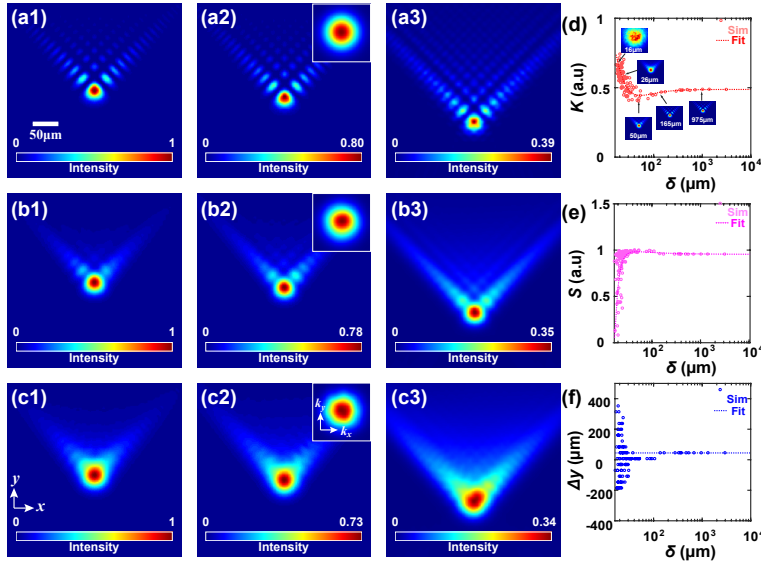 (a1)
50μm
0 1
Intensity
(a2)
0 0.80
Intensity
(a3)
0 0.39
Intensity
(d)
K (a.u)
1
0.5
0
Sim
Fit
16μm
26μm
50μm
165μm
975μm
10² 10³ 10⁴
δ (μm)
(b1)
0 1
Intensity
(b2)
0 0.78
Intensity
(b3)
0 0.35
Intensity
(e)
S (a.u)
1.5
1
0.5
0
Sim
Fit
10² 10³ 10⁴
δ (μm)
(c1)
y
x
0 1
Intensity
(c2)
k_y
k_x
0 0.73
Intensity
(c3)
0 0.34
Intensity
(f)
Δy (μm)
400
200
0
-200
-400
Sim
Fit
10² 10³ 10⁴
δ (μm)